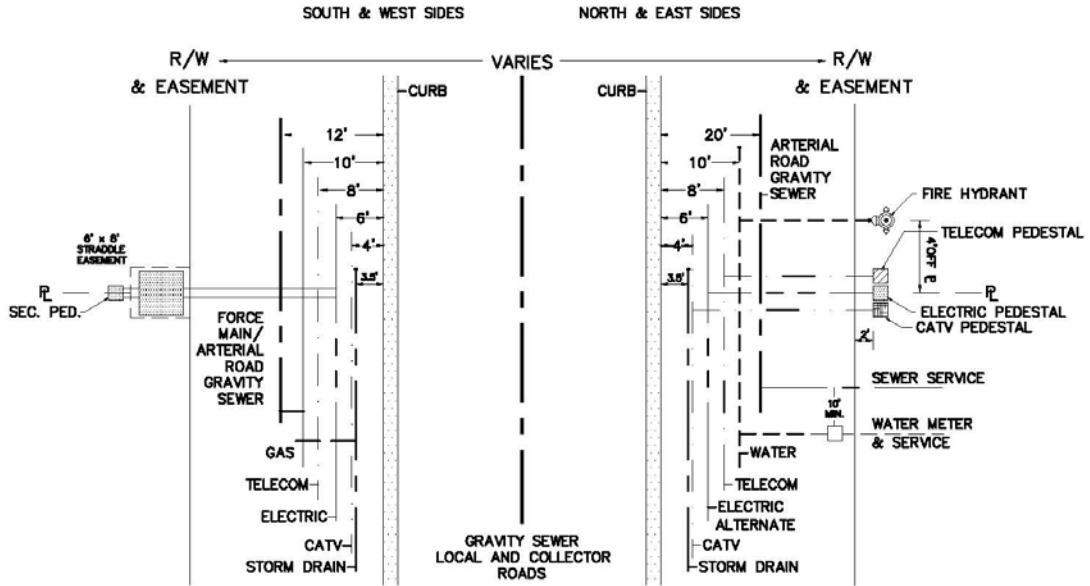 SOUTH & WEST SIDES
NORTH & EAST SIDES
R/W
& EASEMENT
VARIES
R/W
& EASEMENT
CURB
CURB
12'
10'
8'
6'
4'
3.5'
20'
10'
8'
6'
4'
3.5'
ARTERIAL
ROAD
GRAVITY
SEWER
FIRE HYDRANT
TELECOM PEDESTAL
4' OFF PL
6' x 8'
STRADDLE
EASEMENT
PL
SEC. PED.
PL
ELECTRIC PEDESTAL
CATV PEDESTAL
2'
FORCE
MAIN/
ARTERIAL
ROAD
GRAVITY
SEWER
SEWER SERVICE
10'
MIN.
WATER METER
& SERVICE
GAS
WATER
TELECOM
TELECOM
ELECTRIC
ELECTRIC
ALTERNATE
CATV
CATV
STORM DRAIN
STORM DRAIN
GRAVITY SEWER
LOCAL AND COLLECTOR
ROADS